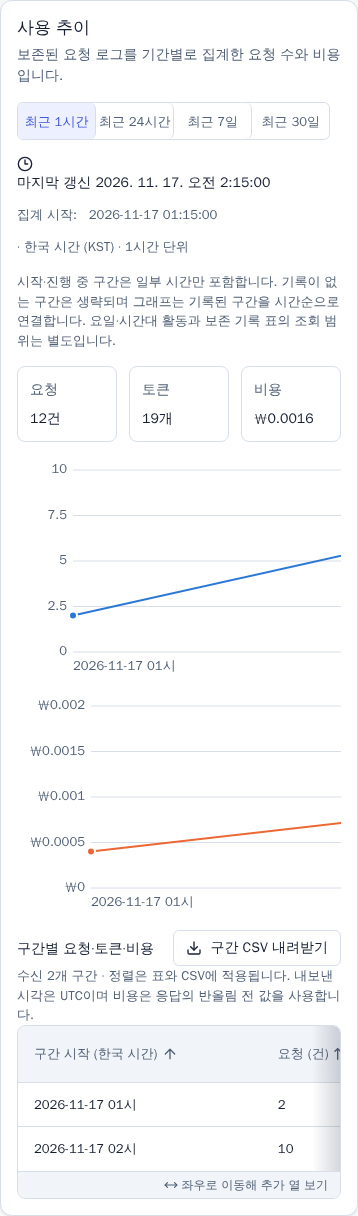 사용 추이
보존된 요청 로그를 기간별로 집계한 요청 수와 비용
입니다.
최근 1시간 최근 24시간 최근 7일 최근 30일
마지막 갱신 2026. 11. 17. 오전 2:15:00
집계 시작: 2026-11-17 01:15:00
· 한국 시간 (KST) · 1시간 단위
시작·진행 중 구간은 일부 시간만 포함합니다. 기록이 없
는 구간은 생략되며 그래프는 기록된 구간을 시간순으로
연결합니다. 요일·시간대 활동과 보존 기록 표의 조회 범
위는 별도입니다.
요청 토큰 비용
12건 19개 ₩0.0016
10
7.5
5
2.5
0
2026-11-17 01시
₩0.002
₩0.0015
₩0.001
₩0.0005
₩0
2026-11-17 01시
구간별 요청·토큰·비용 구간 CSV 내려받기
수신 2개 구간 · 정렬은 표와 CSV에 적용됩니다. 내보낸
시각은 UTC이며 비용은 응답의 반올림 전 값을 사용합니
다.
구간 시작 (한국 시간) ↑ 요청 (건) ↑
2026-11-17 01시 2
2026-11-17 02시 10
↔ 좌우로 이동해 추가 열 보기